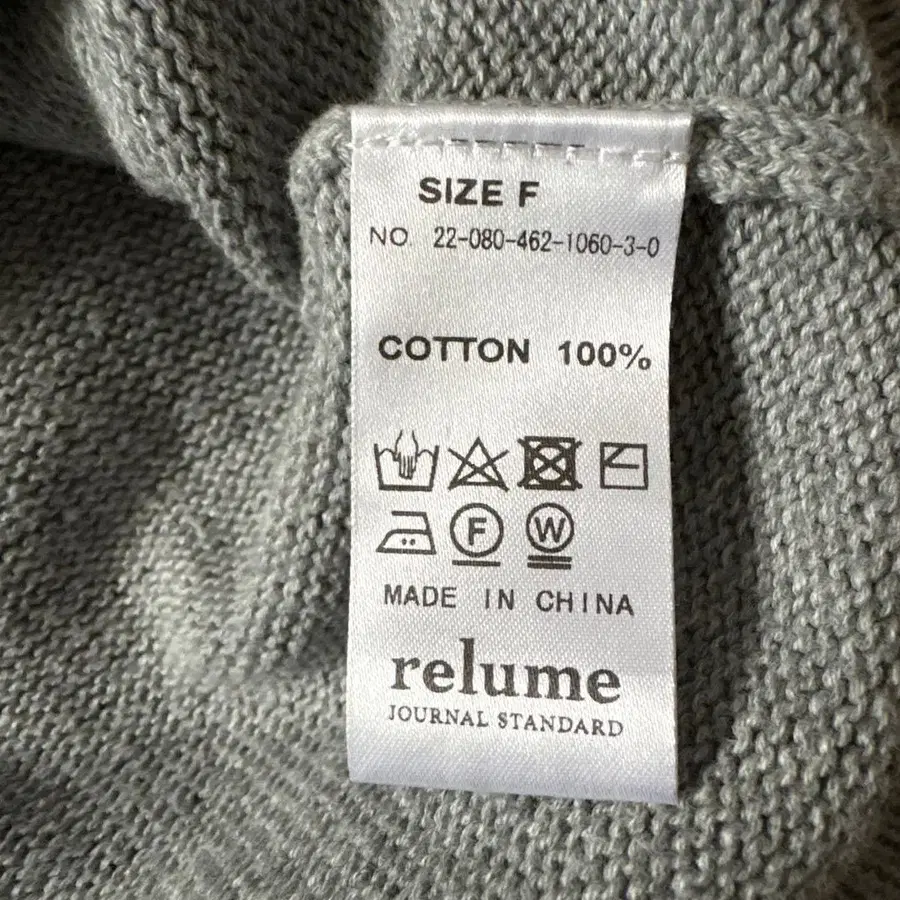 SIZE F
NO. 22-080-462-1060-3-0
COTTON 100%
F W
MADE IN CHINA
relume
JOURNAL STANDARD